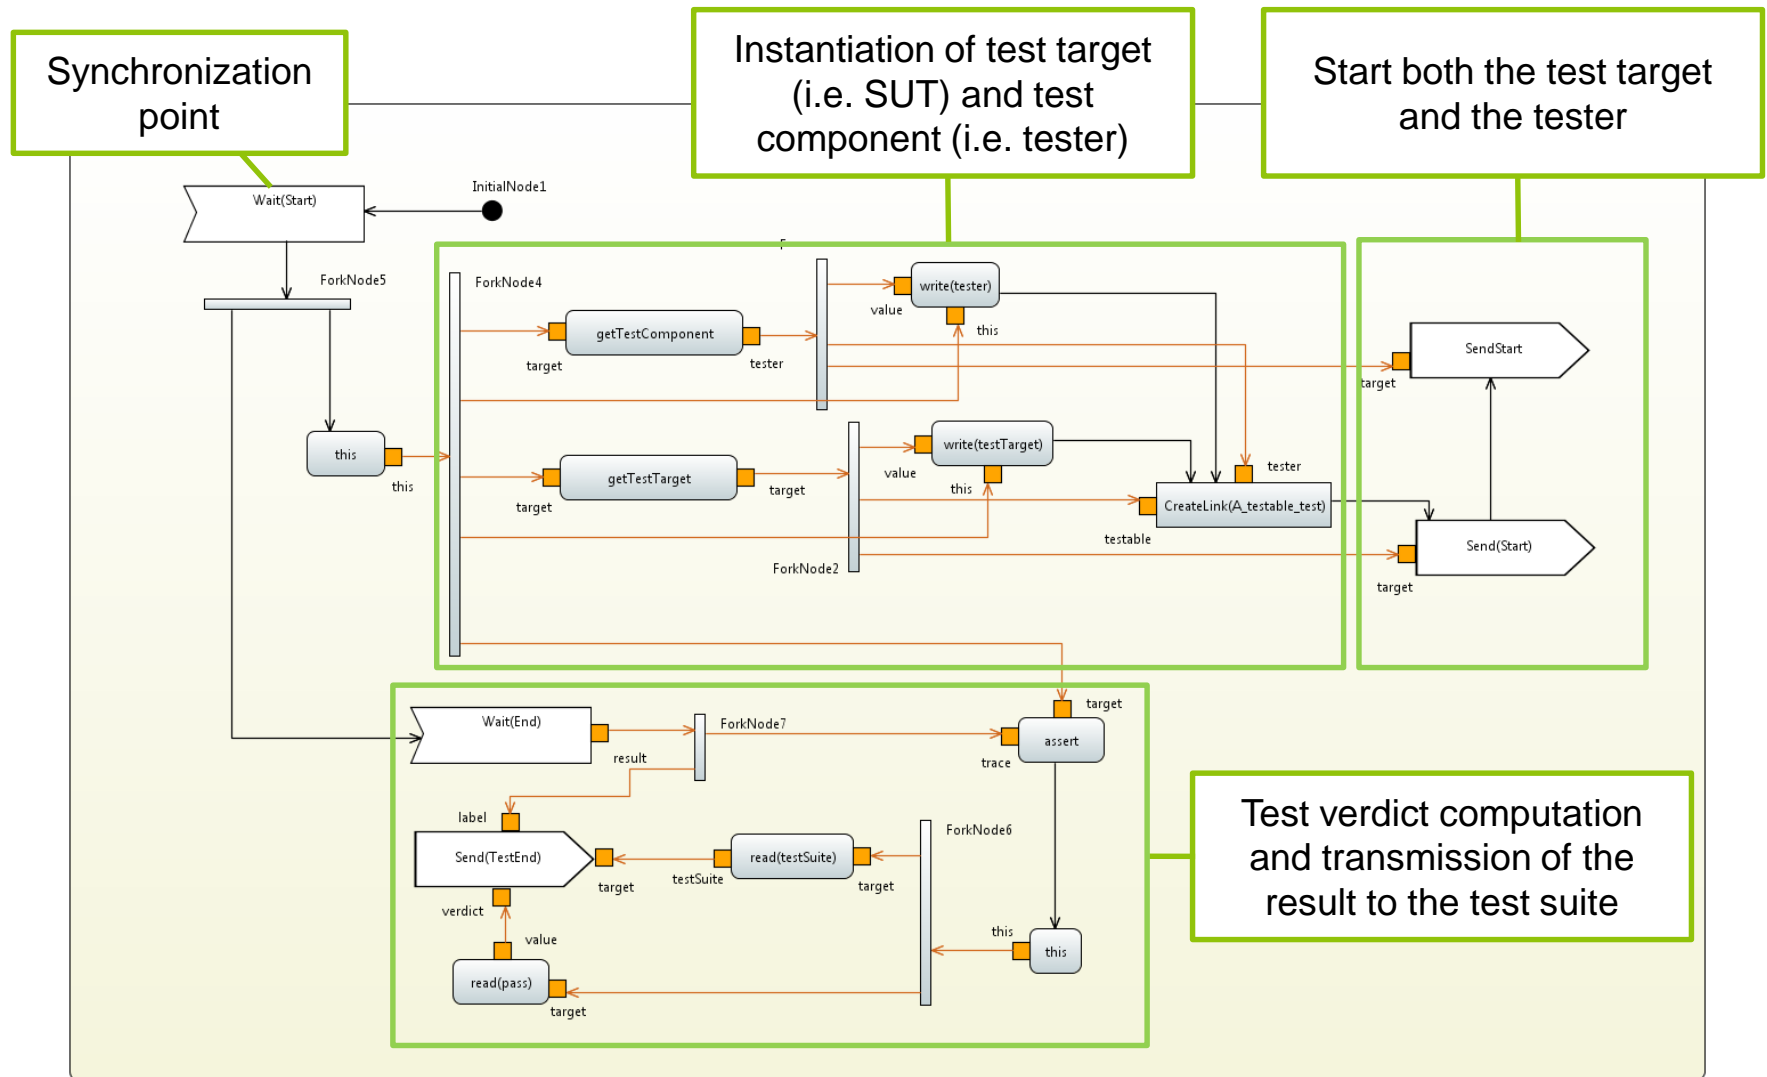 Synchronization
point
Instantiation of test target
(i.e. SUT) and test
component (i.e. tester)
Start both the test target
and the tester
InitialNode1
Wait(Start)
ForkNode5
ForkNode4
write(tester)
value
this
getTestComponent
target
tester
SendStart
target
this
this
write(testTarget)
value
this
getTestTarget
target
target
tester
CreateLink(A_testable_test)
testable
ForkNode2
Send(Start)
target
Wait(End)
result
ForkNode7
target
assert
trace
label
Send(TestEnd)
target
testSuite
read(testSuite)
target
ForkNode6
verdict
value
read(pass)
target
this
this
Test verdict computation
and transmission of the
result to the test suite